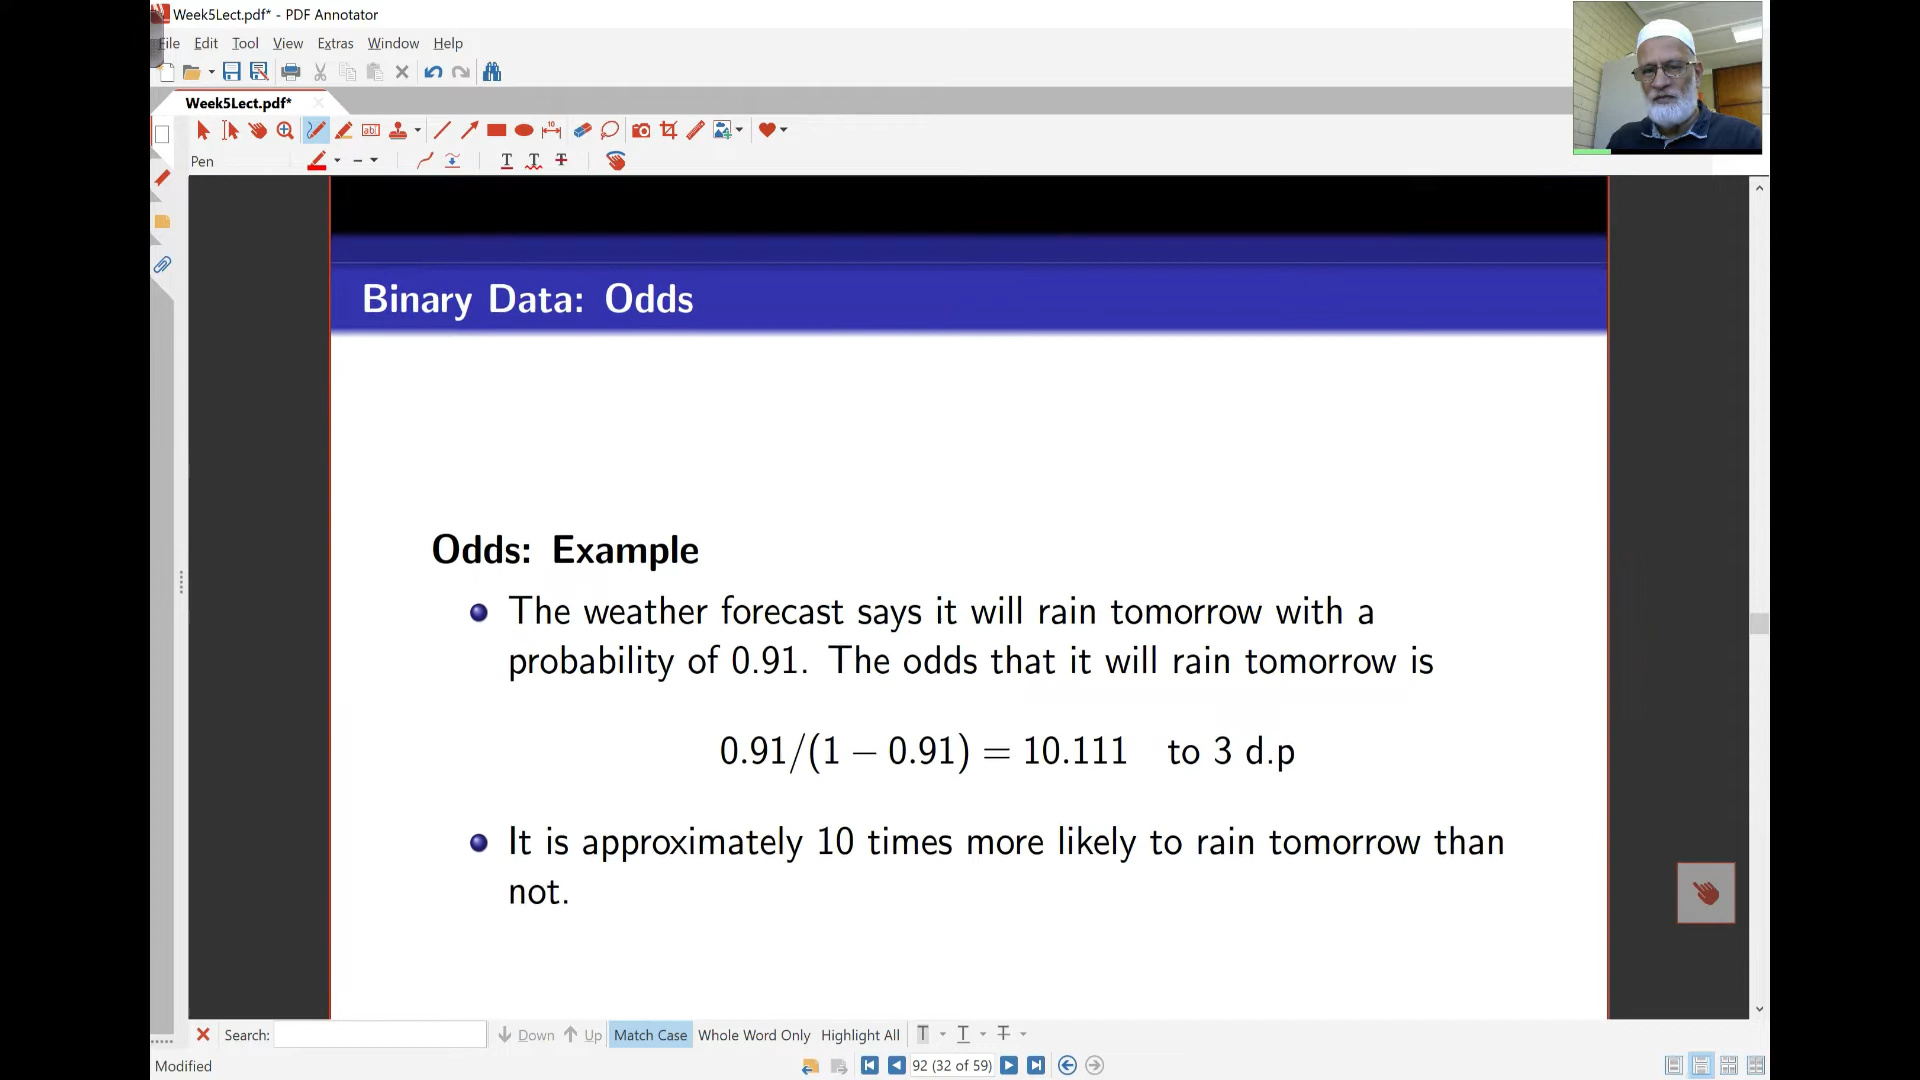 Week5Lect.pdf* - PDF Annotator
File Edit Tool View Extras Window Help
Week5Lect.pdf*
Pen
Binary Data: Odds
Odds: Example
The weather forecast says it will rain tomorrow with a
probability of 0.91. The odds that it will rain tomorrow is
0.91/(1 − 0.91) = 10.111 to 3 d.p
It is approximately 10 times more likely to rain tomorrow than
not.
Search: Down Up Match Case Whole Word Only Highlight All
Modified
92 (32 of 59)